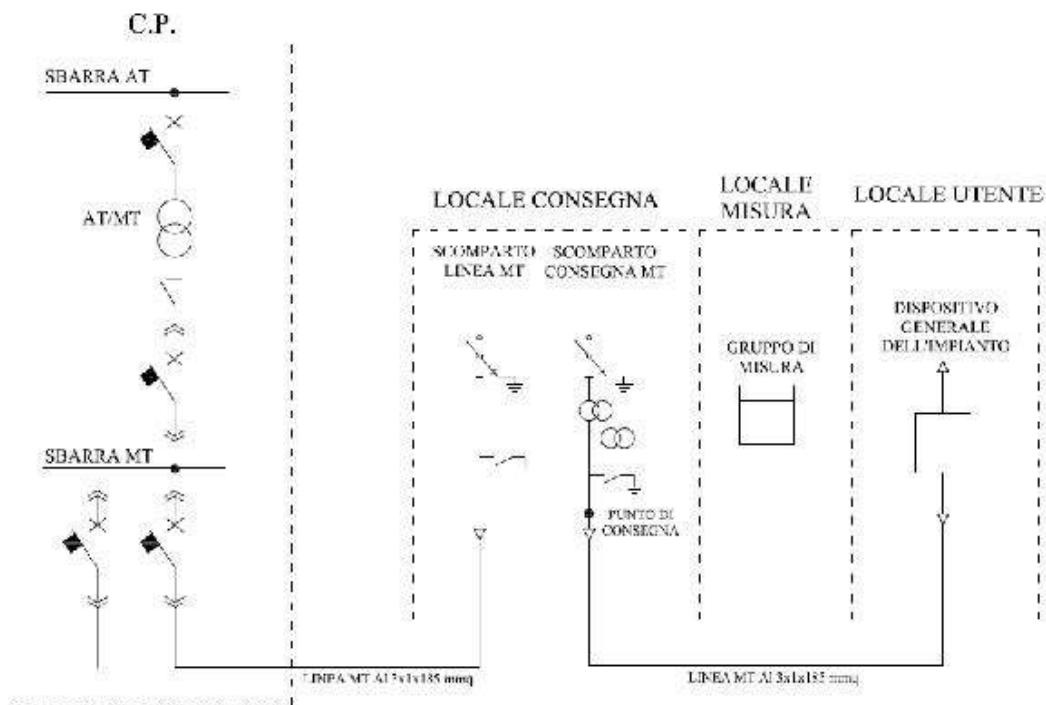 C.P.
SBARRA AT
AT/MT
SBARRA MT
LOCALE CONSEGNA
LOCALE
MISURA
LOCALE UTENTE
SCOMPARTO
LINEA MT
SCOMPARTO
CONSEGNA MT
GRUPPO DI
MISURA
DISPOSITIVO
GENERALE
DELL'IMPIANTO
PUNTO DI
CONSEGNA
LINEA MT Al 3x1x185 mmq
LINEA MT Al 3x1x185 mmq